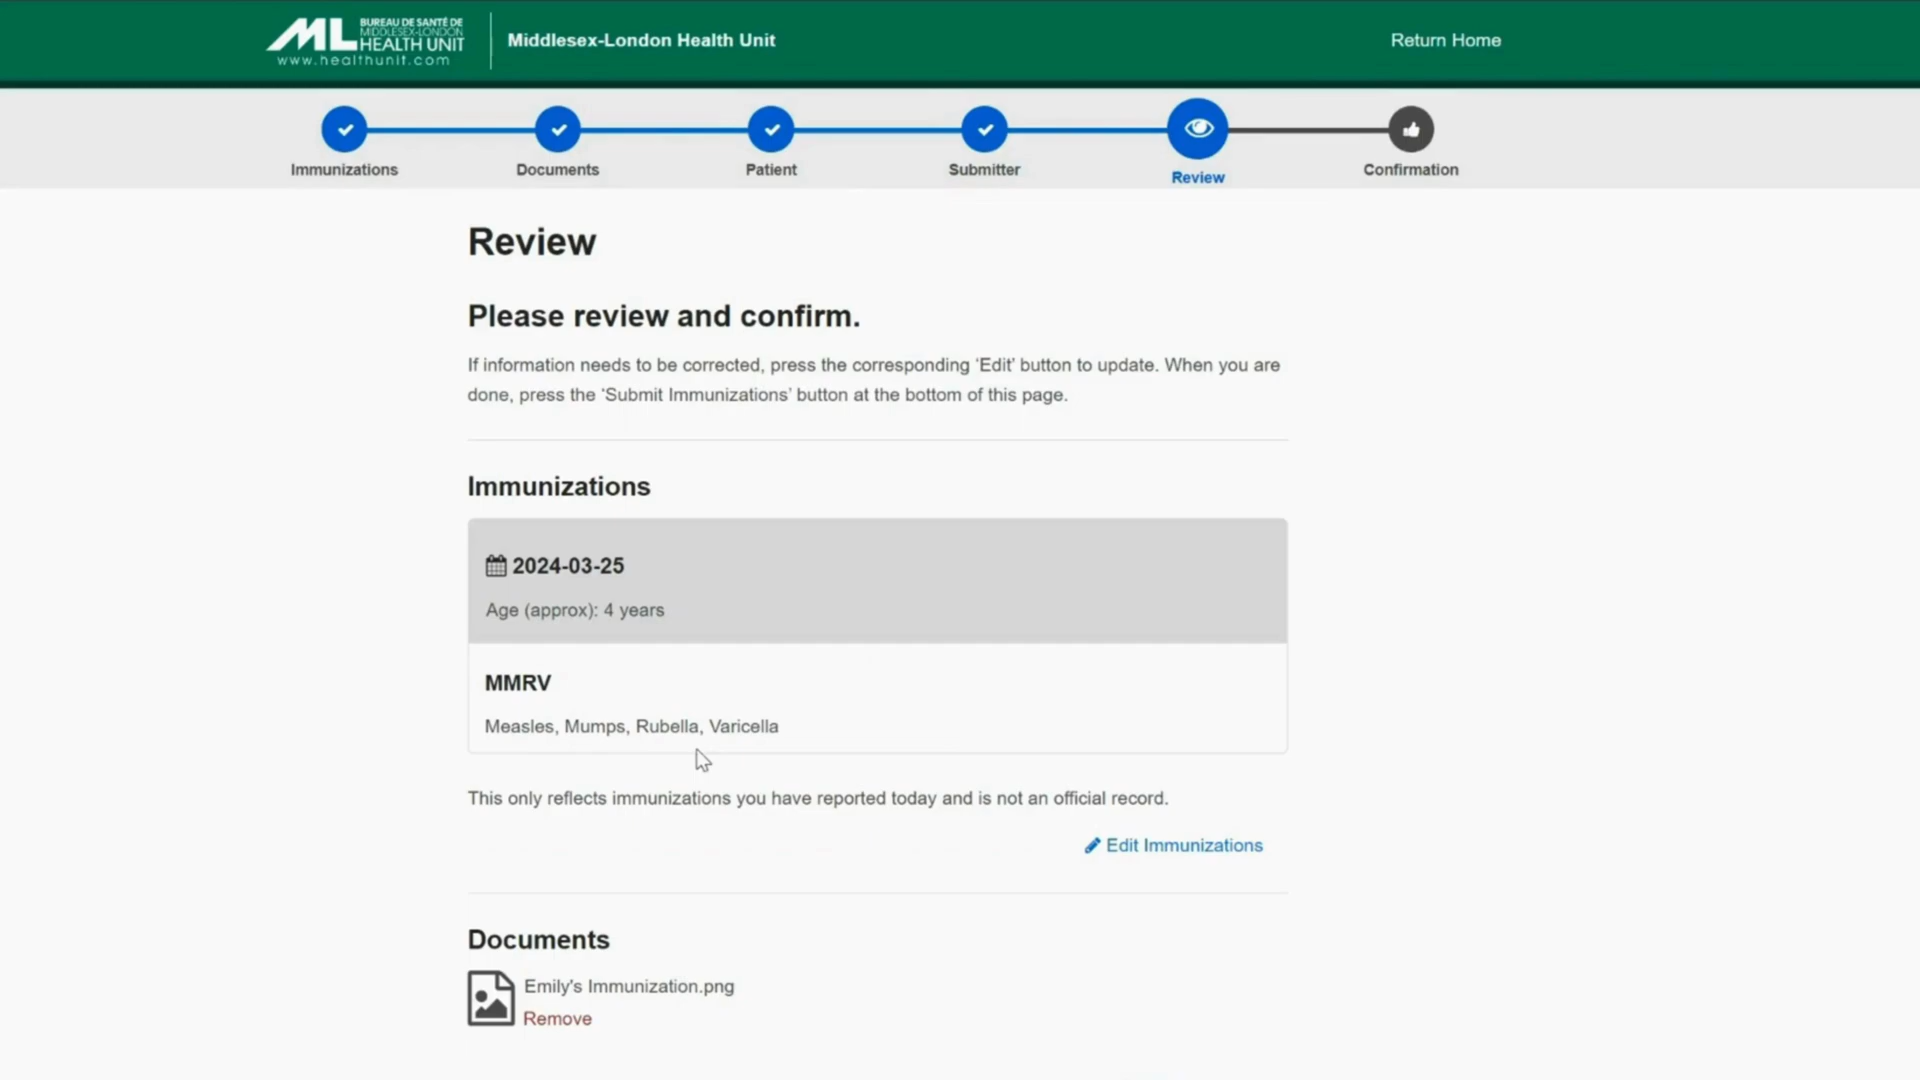 BUREAU DE SANTÉ DE
MIDDLESEX-LONDON
ML HEALTH UNIT
www.healthunit.com
Middlesex-London Health Unit
Return Home
Immunizations
Documents
Patient
Submitter
Review
Confirmation
Review
Please review and confirm.
If information needs to be corrected, press the corresponding ‘Edit’ button to update. When you are
done, press the ‘Submit Immunizations’ button at the bottom of this page.
Immunizations
2024-03-25
Age (approx): 4 years
MMRV
Measles, Mumps, Rubella, Varicella
This only reflects immunizations you have reported today and is not an official record.
Edit Immunizations
Documents
Emily's Immunization.png
Remove